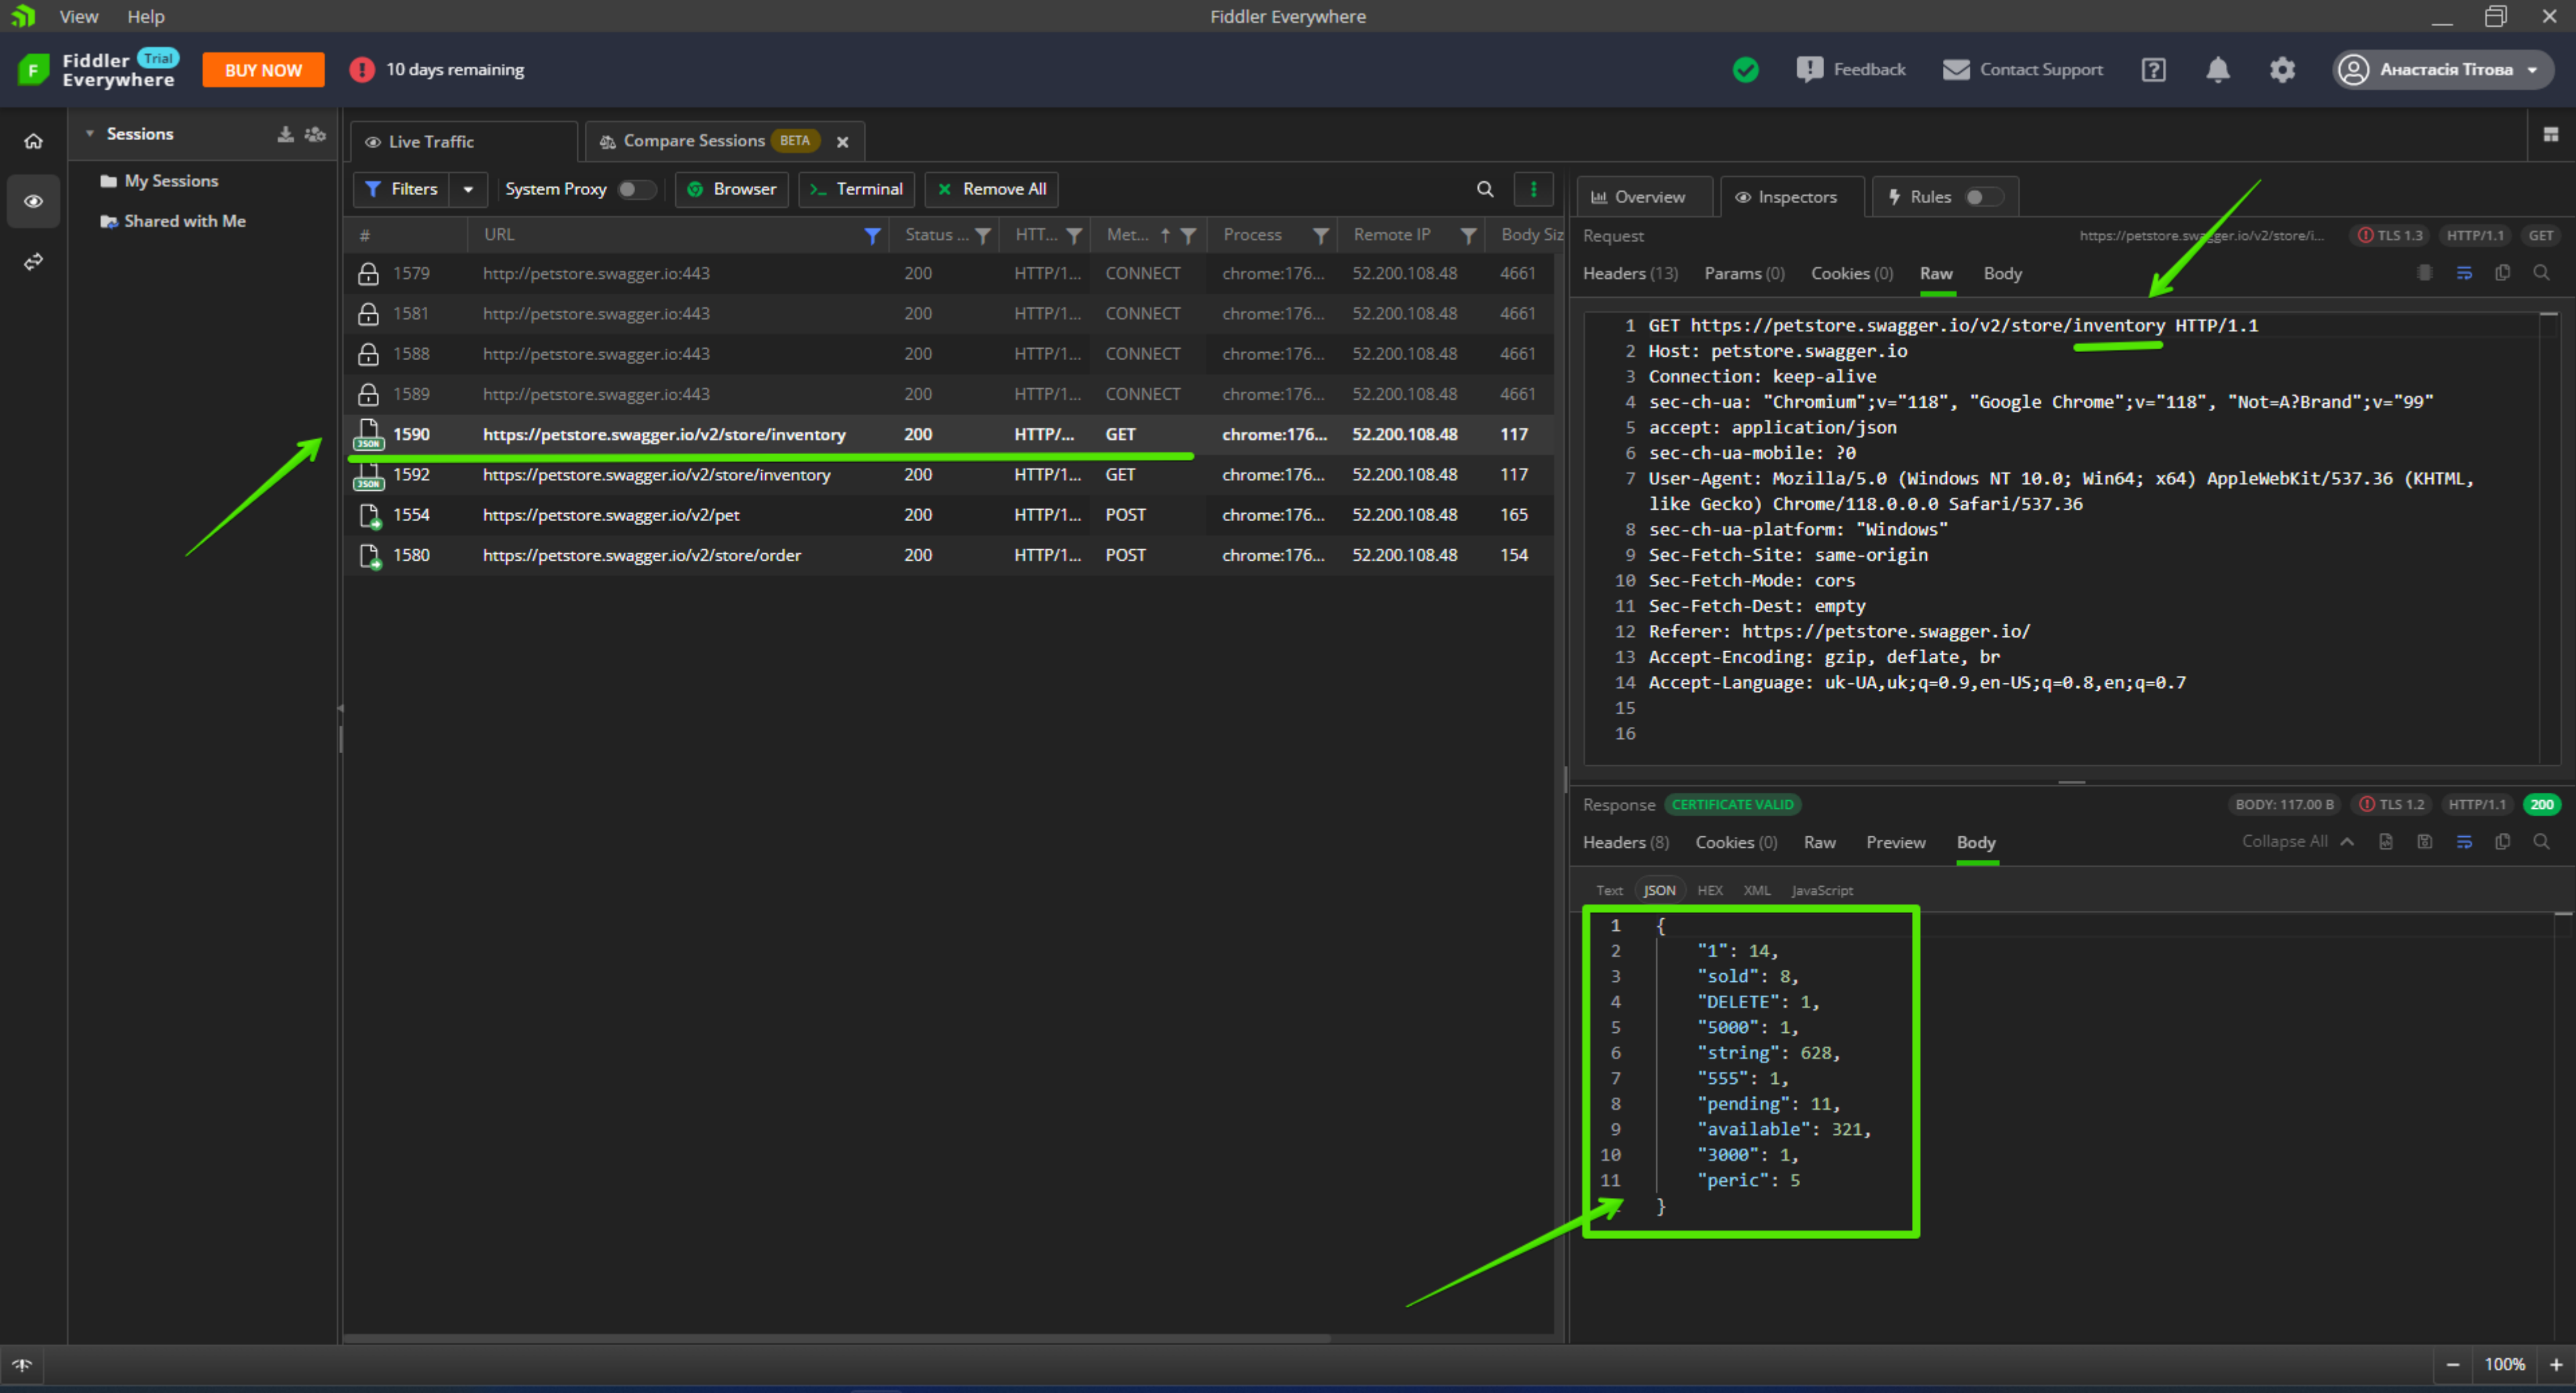 View Help
Fiddler Everywhere
Fiddler Everywhere Trial
BUY NOW
10 days remaining
Feedback
Contact Support
Анастасія Тітова
Sessions
My Sessions
Shared with Me
Live Traffic
Compare Sessions BETA
Filters
System Proxy
Browser
>_ Terminal
Remove All
# URL Status ... HTT... Met... Process Remote IP Body Siz
1579 http://petstore.swagger.io:443 200 HTTP/1... CONNECT chrome:176... 52.200.108.48 4661
1581 http://petstore.swagger.io:443 200 HTTP/1... CONNECT chrome:176... 52.200.108.48 4661
1588 http://petstore.swagger.io:443 200 HTTP/1... CONNECT chrome:176... 52.200.108.48 4661
1589 http://petstore.swagger.io:443 200 HTTP/1... CONNECT chrome:176... 52.200.108.48 4661
JSON 1590 https://petstore.swagger.io/v2/store/inventory 200 HTTP/... GET chrome:176... 52.200.108.48 117
JSON 1592 https://petstore.swagger.io/v2/store/inventory 200 HTTP/1... GET chrome:176... 52.200.108.48 117
1554 https://petstore.swagger.io/v2/pet 200 HTTP/1... POST chrome:176... 52.200.108.48 165
1580 https://petstore.swagger.io/v2/store/order 200 HTTP/1... POST chrome:176... 52.200.108.48 154
Overview
Inspectors
Rules
Request https://petstore.swagger.io/v2/store/i... TLS 1.3 HTTP/1.1 GET
Headers (13) Params (0) Cookies (0) Raw Body
1 GET https://petstore.swagger.io/v2/store/inventory HTTP/1.1
2 Host: petstore.swagger.io
3 Connection: keep-alive
4 sec-ch-ua: "Chromium";v="118", "Google Chrome";v="118", "Not=A?Brand";v="99"
5 accept: application/json
6 sec-ch-ua-mobile: ?0
7 User-Agent: Mozilla/5.0 (Windows NT 10.0; Win64; x64) AppleWebKit/537.36 (KHTML,
like Gecko) Chrome/118.0.0.0 Safari/537.36
8 sec-ch-ua-platform: "Windows"
9 Sec-Fetch-Site: same-origin
10 Sec-Fetch-Mode: cors
11 Sec-Fetch-Dest: empty
12 Referer: https://petstore.swagger.io/
13 Accept-Encoding: gzip, deflate, br
14 Accept-Language: uk-UA,uk;q=0.9,en-US;q=0.8,en;q=0.7
15
16
Response CERTIFICATE VALID BODY: 117.00 B TLS 1.2 HTTP/1.1 200
Headers (8) Cookies (0) Raw Preview Body Collapse All
Text JSON HEX XML JavaScript
1 {
2 "1": 14,
3 "sold": 8,
4 "DELETE": 1,
5 "5000": 1,
6 "string": 628,
7 "555": 1,
8 "pending": 11,
9 "available": 321,
10 "3000": 1,
11 "peric": 5
}
− 100% +